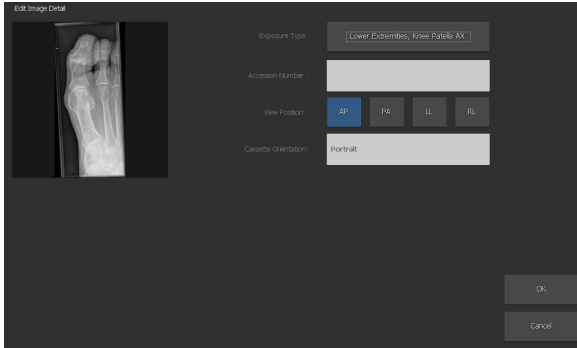 Edit Image Detail
Exposure Type :
Lower Extremities, Knee Patella AX
Accession Number :
View Position :
AP
PA
LL
RL
Cassette Orientation:
Portrait
OK
Cancel